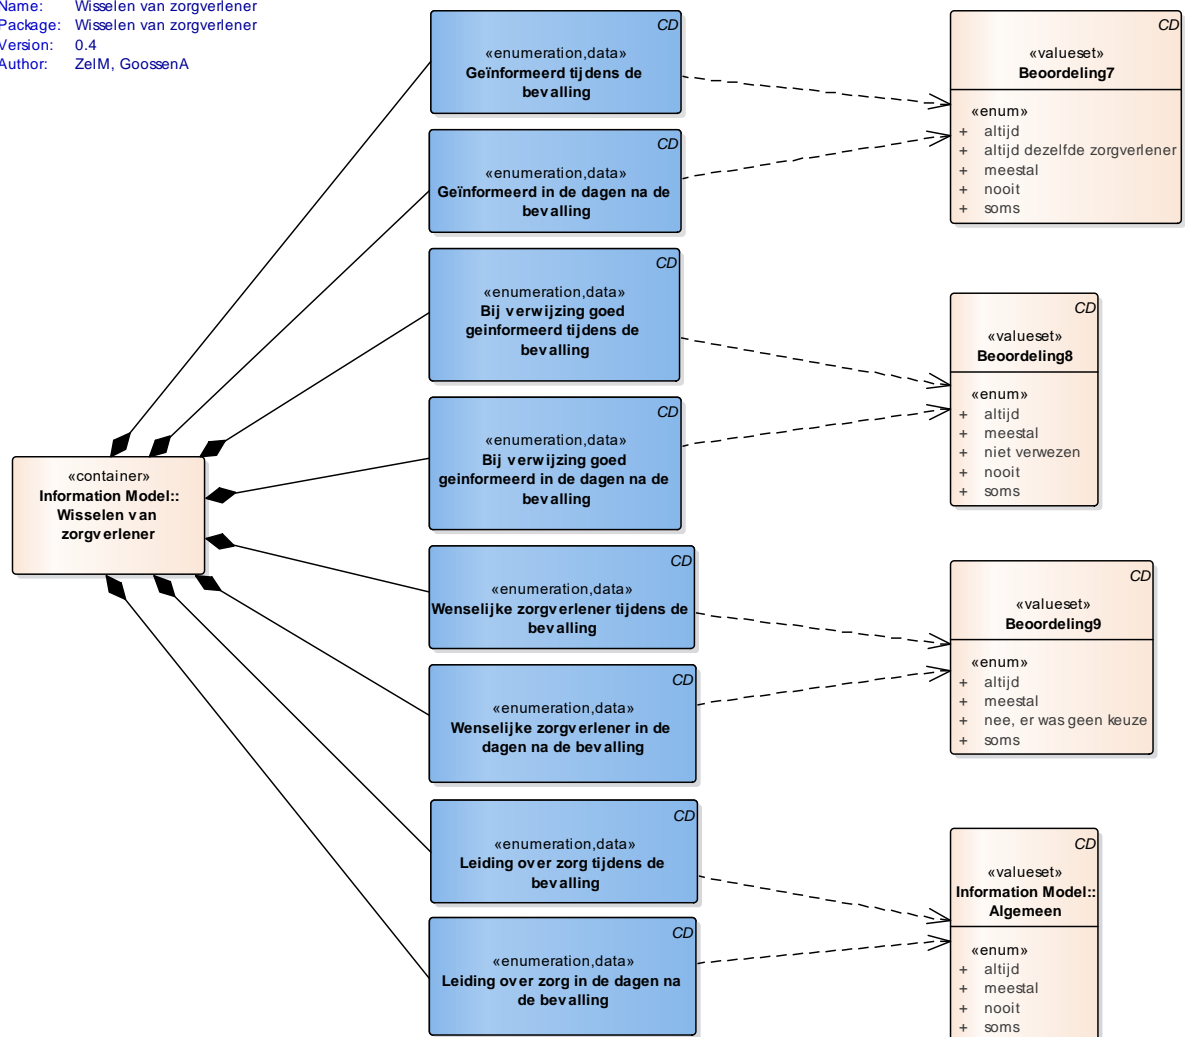 Name: Wisselen van zorgverlener
Package: Wisselen van zorgverlener
Version: 0.4
Author: ZelM, GoossenA
«container»
Information Model::
Wisselen van
zorgverlener
CD
«enumeration,data»
Geïnformeerd tijdens de
bevalling
CD
«enumeration,data»
Geïnformeerd in de dagen na de
bevalling
CD
«enumeration,data»
Bij verwijzing goed
geinformeerd tijdens de
bevalling
CD
«enumeration,data»
Bij verwijzing goed
geinformeerd in de dagen na de
bevalling
CD
«enumeration,data»
Wenselijke zorgverlener tijdens de
bevalling
CD
«enumeration,data»
Wenselijke zorgverlener in de
dagen na de bevalling
CD
«enumeration,data»
Leiding over zorg tijdens de
bevalling
CD
«enumeration,data»
Leiding over zorg in de dagen na
de bevalling
CD
«valueset»
Beoordeling7
«enum»
+ altijd
+ altijd dezelfde zorgverlener
+ meestal
+ nooit
+ soms
CD
«valueset»
Beoordeling8
«enum»
+ altijd
+ meestal
+ niet verwezen
+ nooit
+ soms
CD
«valueset»
Beoordeling9
«enum»
+ altijd
+ meestal
+ nee, er was geen keuze
+ soms
CD
«valueset»
Information Model::
Algemeen
«enum»
+ altijd
+ meestal
+ nooit
+ soms